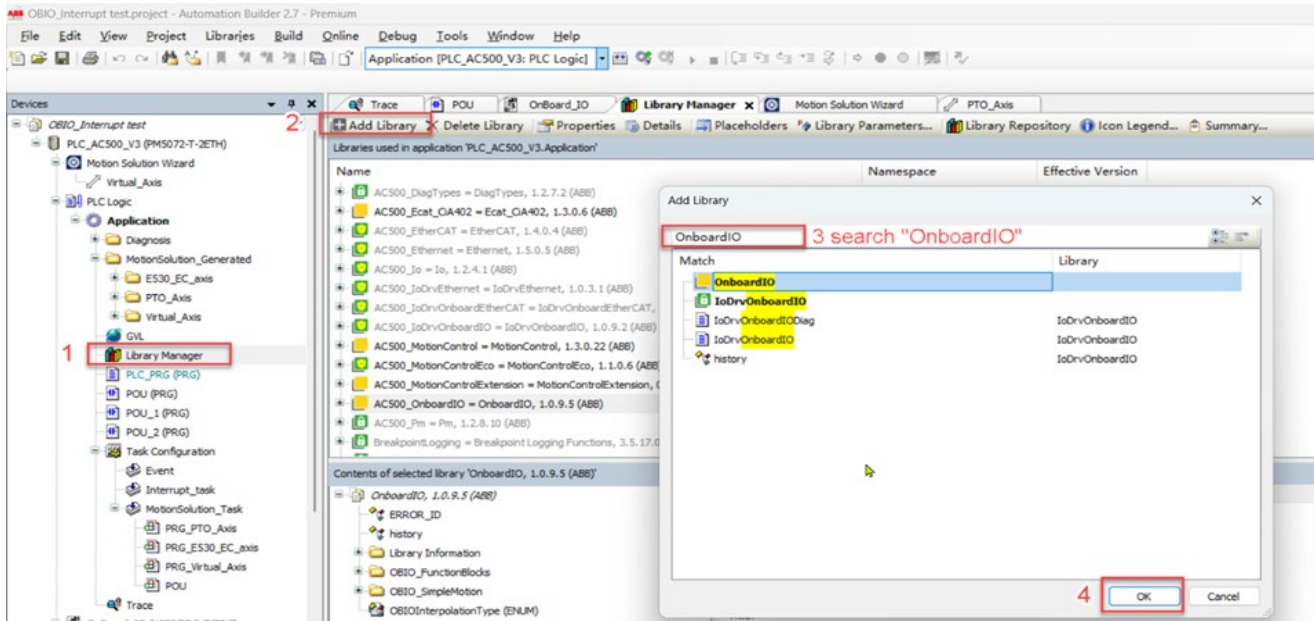 ABB OBIO_Interrupt test.project - Automation Builder 2.7 - Premium
File Edit View Project Libraries Build Online Debug Tools Window Help
Application [PLC_AC500_V3: PLC Logic]
Devices
OBIO_Interrupt test
PLC_AC500_V3 (PM5072-T-2ETH)
Motion Solution Wizard
Virtual_Axis
PLC Logic
Application
Diagnosis
MotionSolution_Generated
E530_EC_axis
PTO_Axis
Virtual_Axis
GVL
1
Library Manager
PLC_PRG (PRG)
POU (PRG)
POU_1 (PRG)
POU_2 (PRG)
Task Configuration
Event
Interrupt_task
MotionSolution_Task
PRG_PTO_Axis
PRG_E530_EC_axis
PRG_Virtual_Axis
POU
Trace
Trace POU OnBoard_IO Library Manager Motion Solution Wizard PTO_Axis
2
Add Library Delete Library Properties Details Placeholders Library Parameters... Library Repository Icon Legend... Summary...
Libraries used in application 'PLC_AC500_V3.Application'
Name Namespace Effective Version
AC500_DiagTypes = DiagTypes, 1.2.7.2 (ABB)
AC500_Ecat_CiA402 = Ecat_CiA402, 1.3.0.6 (ABB)
AC500_EtherCAT = EtherCAT, 1.4.0.4 (ABB)
AC500_Ethernet = Ethernet, 1.5.0.5 (ABB)
AC500_Io = Io, 1.2.4.1 (ABB)
AC500_IoDrvEthernet = IoDrvEthernet, 1.0.3.1 (ABB)
AC500_IoDrvOnboardEtherCAT = IoDrvOnboardEtherCAT,
AC500_IoDrvOnboardIO = IoDrvOnboardIO, 1.0.9.2 (ABB)
AC500_MotionControl = MotionControl, 1.3.0.22 (ABB)
AC500_MotionControlEco = MotionControlEco, 1.1.0.6 (ABB)
AC500_MotionControlExtension = MotionControlExtension,
AC500_OnboardIO = OnboardIO, 1.0.9.5 (ABB)
AC500_Pm = Pm, 1.2.8.10 (ABB)
BreakpointLogging = Breakpoint Logging Functions, 3.5.17.0
Contents of selected library 'OnboardIO, 1.0.9.5 (ABB)'
OnboardIO, 1.0.9.5 (ABB)
ERROR_ID
history
Library Information
OBIO_FunctionBlocks
OBIO_SimpleMotion
OBIOInterpolationType (ENUM)
Add Library
OnboardIO
3 search "OnboardIO"
Match Library
OnboardIO
IoDrvOnboardIO
IoDrvOnboardIODiag IoDrvOnboardIO
IoDrvOnboardIO IoDrvOnboardIO
history IoDrvOnboardIO
4
OK Cancel